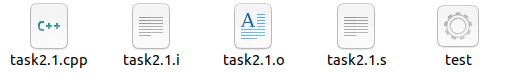 C++
A
task2.1.cpp
task2.1.i
task2.1.o
task2.1.s
test